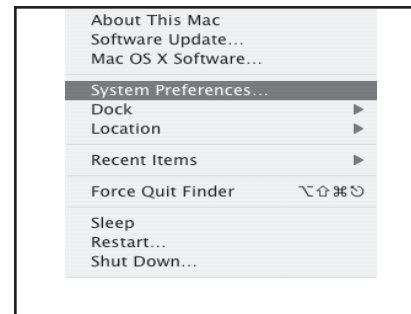 About This Mac
Software Update...
Mac OS X Software...
System Preferences...
Dock ▶
Location ▶
Recent Items ▶
Force Quit Finder ⌥⇧⌘⎋
Sleep
Restart...
Shut Down...